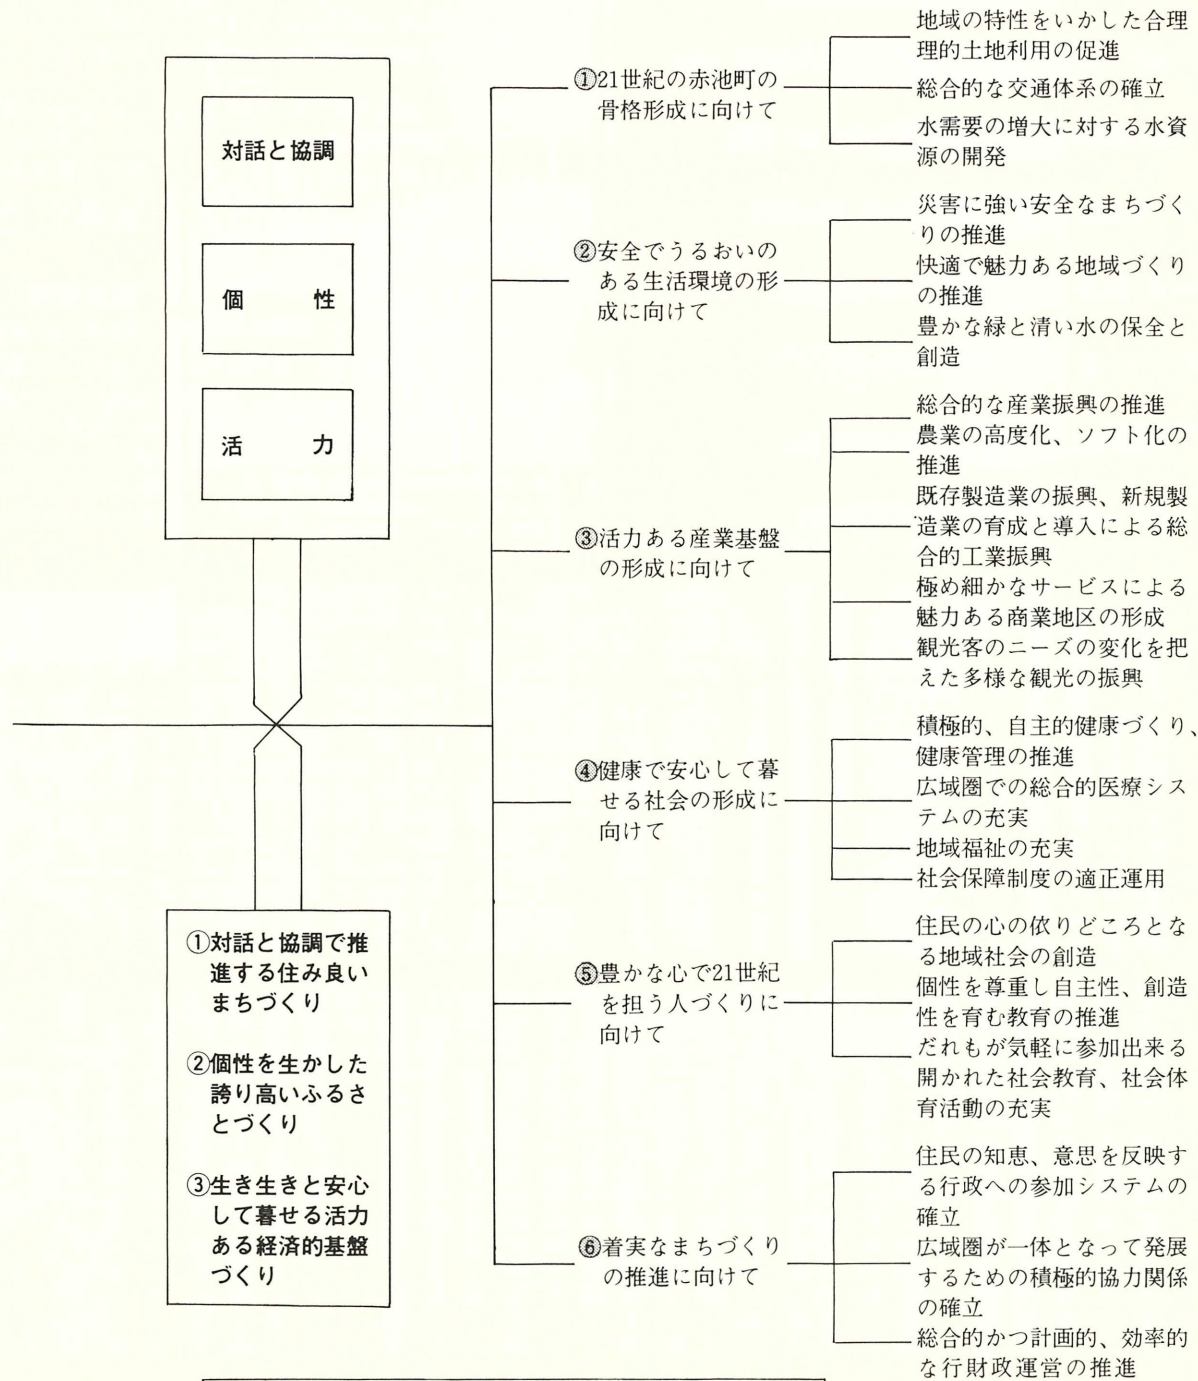 対話と協調
個　性
活　力
①対話と協調で推
進する住み良い
まちづくり
②個性を生かした
誇り高いふるさ
とづくり
③生き生きと安心
して暮せる活力
ある経済的基盤
づくり
①21世紀の赤池町の
骨格形成に向けて
地域の特性をいかした合理
理的土地利用の促進
総合的な交通体系の確立
水需要の増大に対する水資
源の開発
②安全でうるおいの
ある生活環境の形
成に向けて
災害に強い安全なまちづく
りの推進
快適で魅力ある地域づくり
の推進
豊かな緑と清い水の保全と
創造
③活力ある産業基盤
の形成に向けて
総合的な産業振興の推進
農業の高度化、ソフト化の
推進
既存製造業の振興、新規製
造業の育成と導入による総
合的工業振興
極め細かなサービスによる
魅力ある商業地区の形成
観光客のニーズの変化を把
えた多様な観光の振興
④健康で安心して暮
せる社会の形成に
向けて
積極的、自主的健康づくり、
健康管理の推進
広域圏での総合的医療シス
テムの充実
地域福祉の充実
社会保障制度の適正運用
⑤豊かな心で21世紀
を担う人づくりに
向けて
住民の心の依りどころとな
る地域社会の創造
個性を尊重し自主性、創造
性を育む教育の推進
だれもが気軽に参加出来る
開かれた社会教育、社会体
育活動の充実
⑥着実なまちづくり
の推進に向けて
住民の知恵、意思を反映す
る行政への参加システムの
確立
広域圏が一体となって発展
するための積極的協力関係
の確立
総合的かつ計画的、効率的
な行財政運営の推進